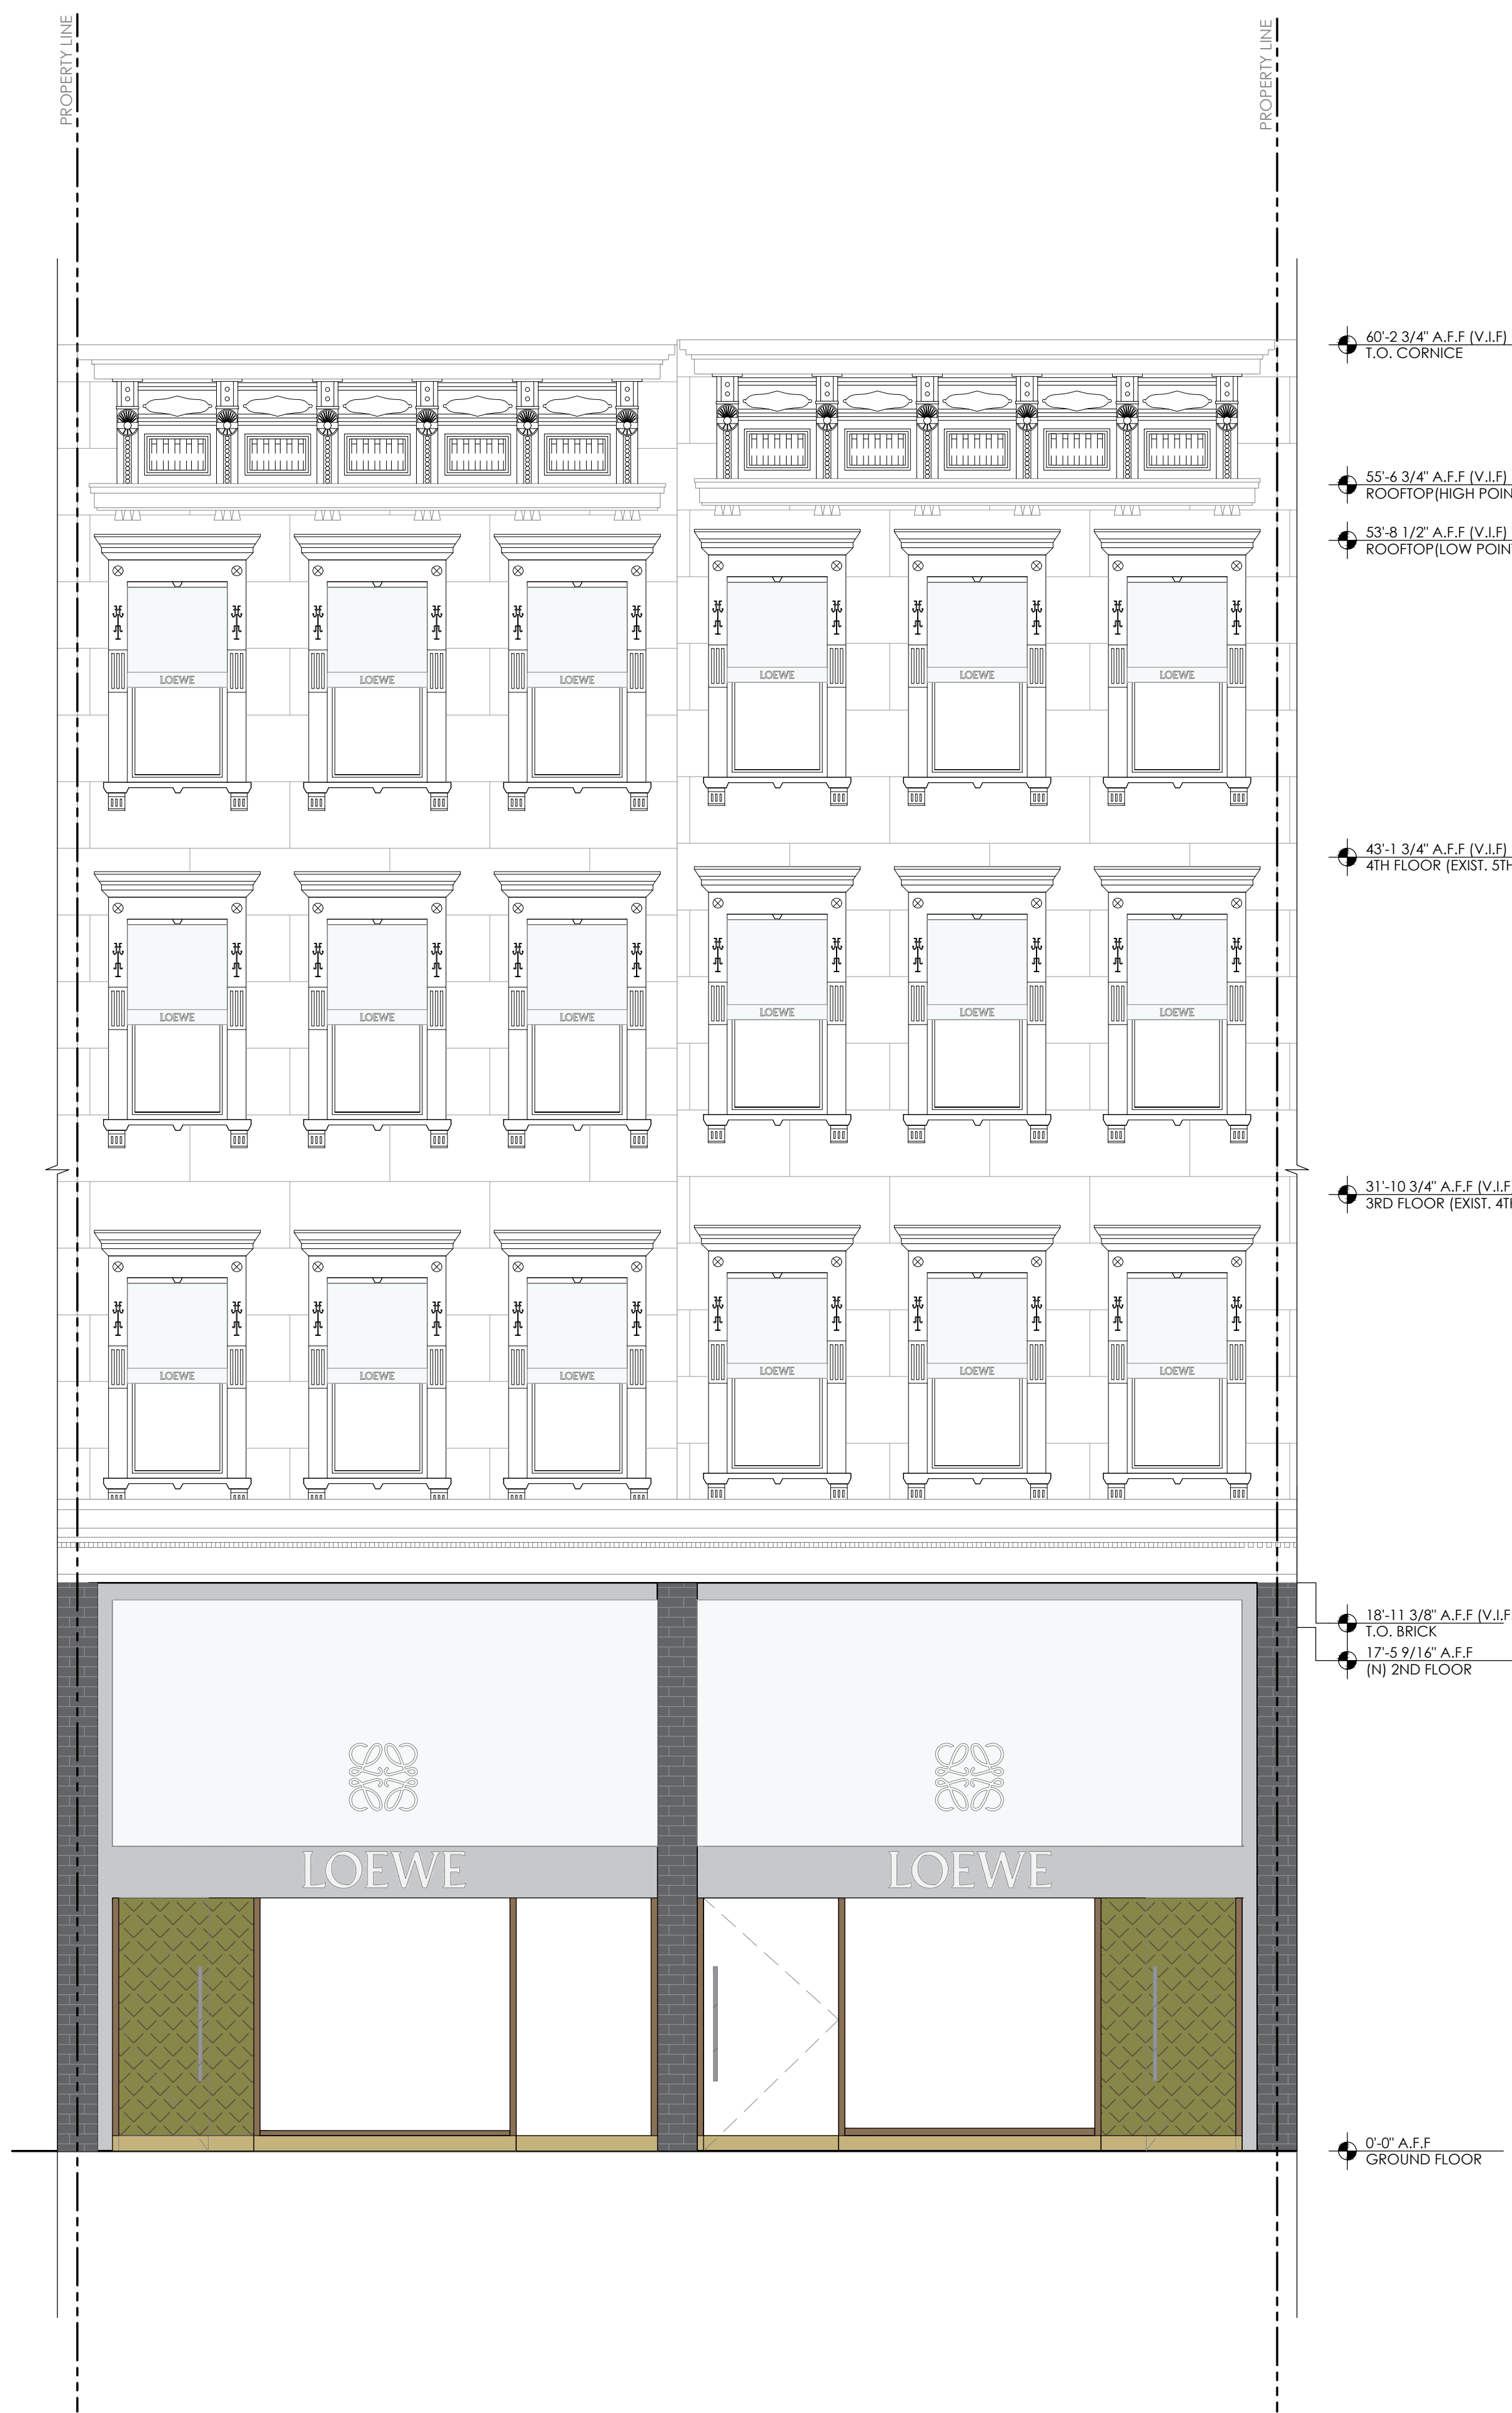 PROPERTY LINE
PROPERTY LINE
60'-2 3/4" A.F.F (V.I.F)
T.O. CORNICE
55'-6 3/4" A.F.F (V.I.F)
ROOFTOP(HIGH POIN
53'-8 1/2" A.F.F (V.I.F)
ROOFTOP(LOW POIN
LOEWE LOEWE LOEWE LOEWE LOEWE LOEWE
43'-1 3/4" A.F.F (V.I.F)
4TH FLOOR (EXIST. 5TH
LOEWE LOEWE LOEWE LOEWE LOEWE LOEWE
31'-10 3/4" A.F.F (V.I.F
3RD FLOOR (EXIST. 4TH
LOEWE LOEWE LOEWE LOEWE LOEWE LOEWE
18'-11 3/8" A.F.F (V.I.F
T.O. BRICK
17'-5 9/16" A.F.F
(N) 2ND FLOOR
LOEWE LOEWE
0'-0" A.F.F
GROUND FLOOR